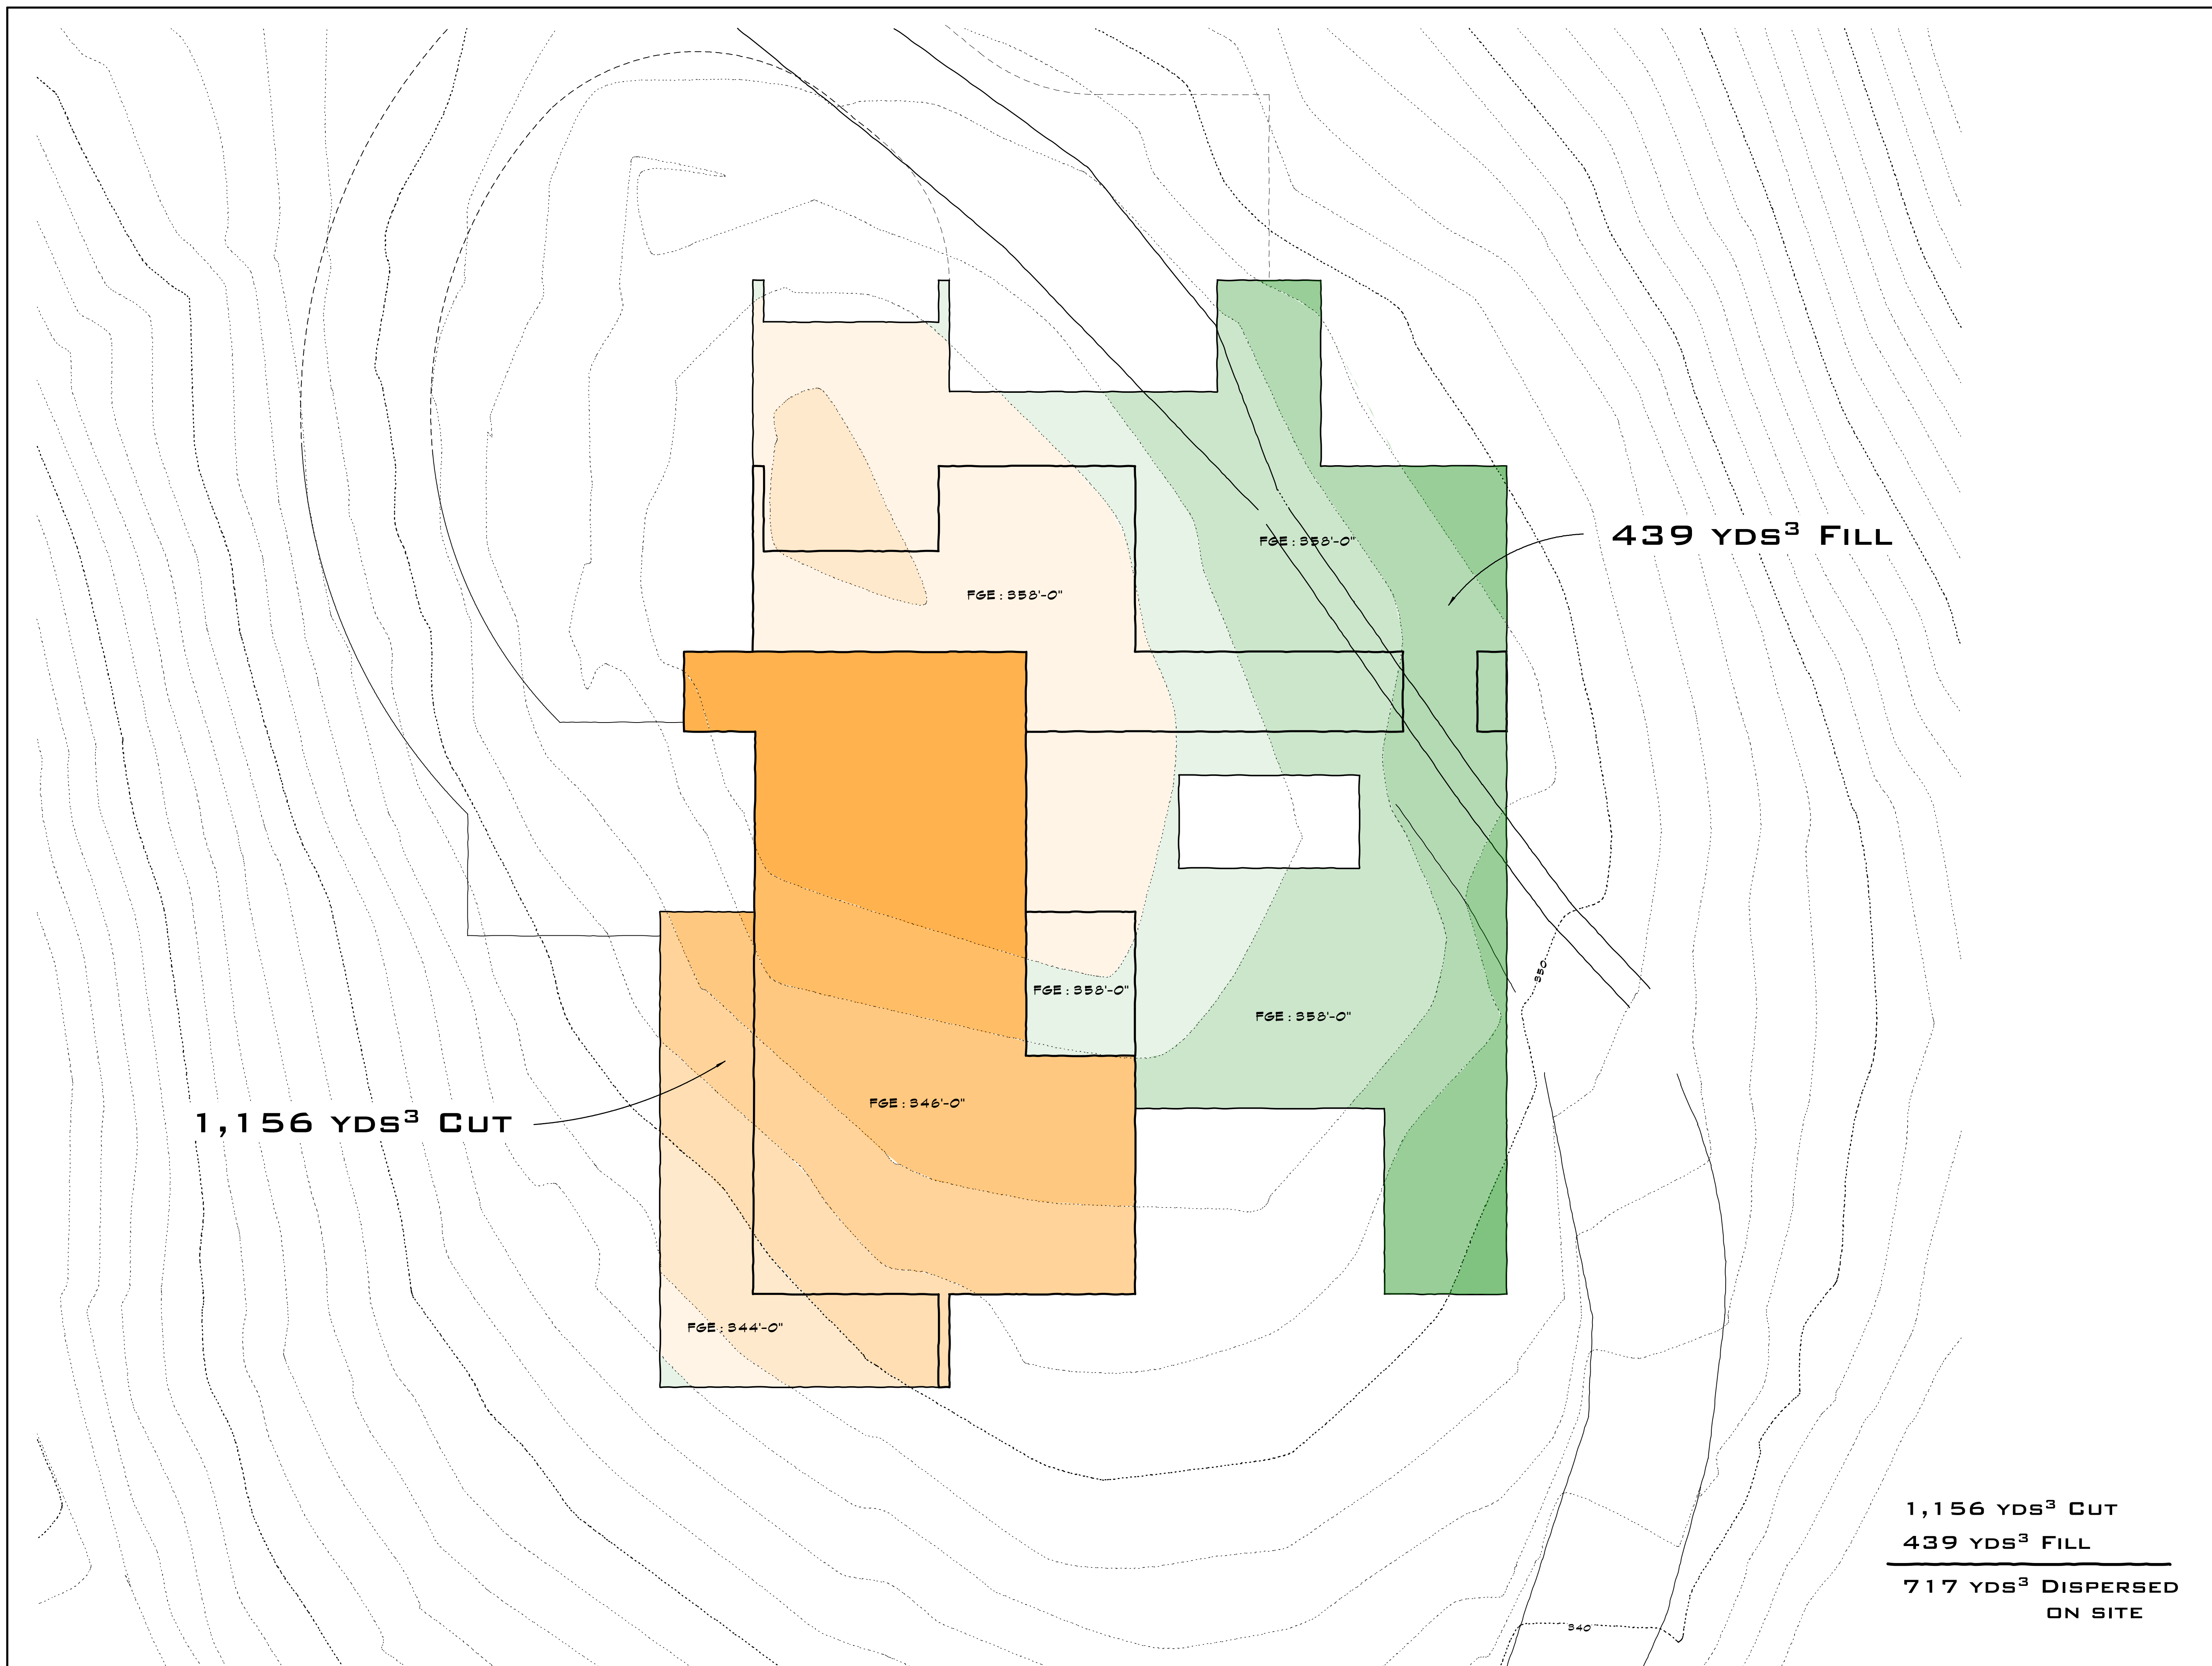 439 YDS³ FILL
FGE : 358'-0"
FGE : 358'-0"
350
FGE : 358'-0"
FGE : 358'-0"
FGE : 346'-0"
1,156 YDS³ CUT
FGE : 344'-0"
1,156 YDS³ CUT
439 YDS³ FILL
717 YDS³ DISPERSED
ON SITE
340